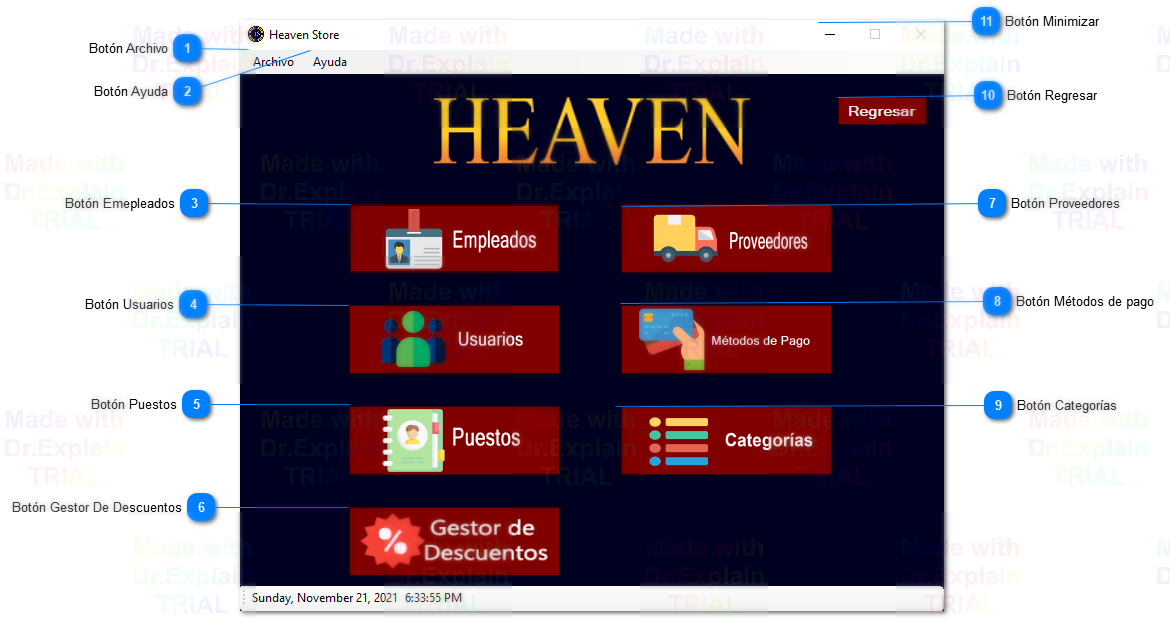 Heaven Store
Archivo Ayuda
HEAVEN
Regresar
Empleados
Proveedores
Usuarios
Métodos de Pago
Puestos
Categorías
Gestor de
Descuentos
Sunday, November 21, 2021 6:33:55 PM
Botón Archivo 1
Botón Ayuda 2
Botón Emepleados 3
Botón Usuarios 4
Botón Puestos 5
Botón Gestor De Descuentos 6
11 Botón Minimizar
10 Botón Regresar
7 Botón Proveedores
8 Botón Métodos de pago
9 Botón Categorías
Made with
Dr.Explain
TRIAL